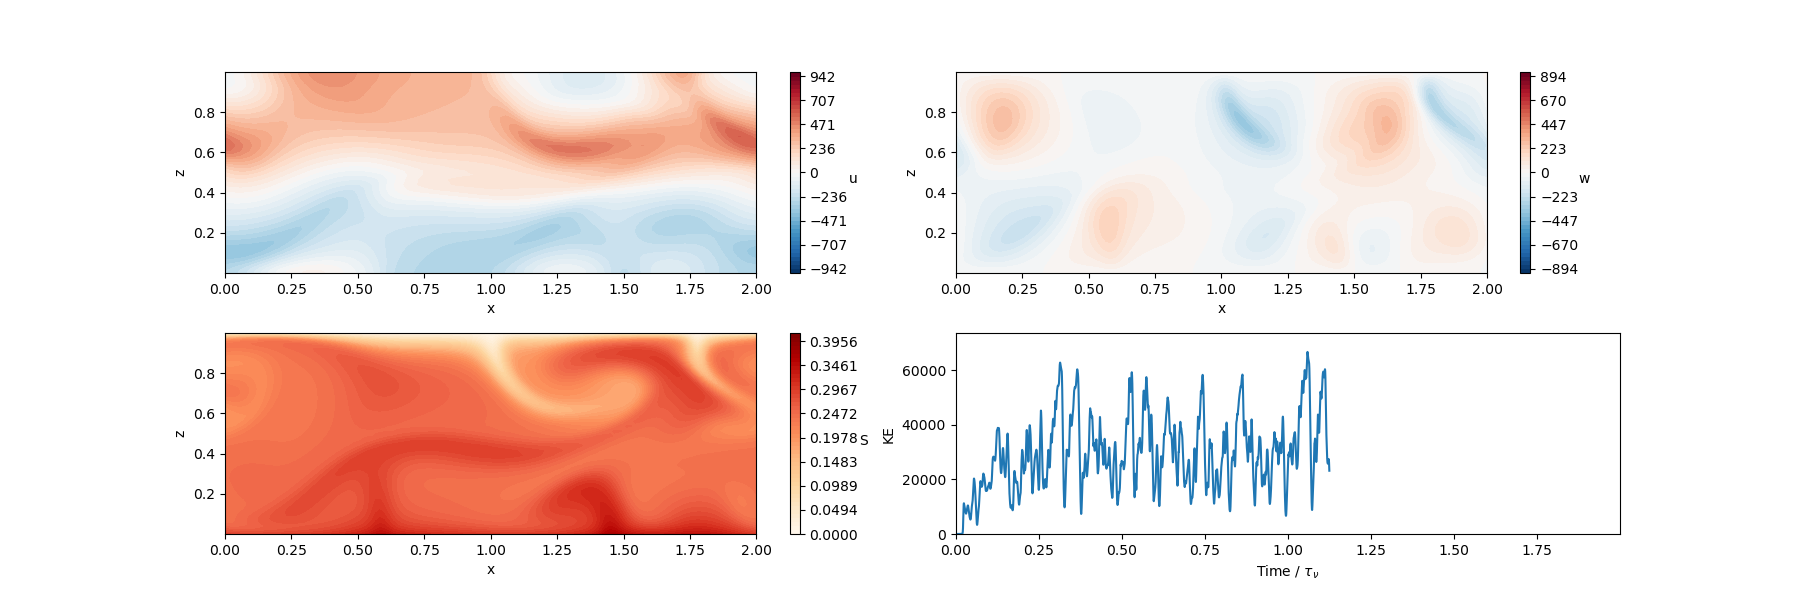 0.8
0.6
0.4
0.2
z
0.00 0.25 0.50 0.75 1.00 1.25 1.50 1.75 2.00
x
942
707
471
236
0
−236
−471
−707
−942
u
0.8
0.6
0.4
0.2
z
0.00 0.25 0.50 0.75 1.00 1.25 1.50 1.75 2.00
x
894
670
447
223
0
−223
−447
−670
−894
w
0.8
0.6
0.4
0.2
z
0.00 0.25 0.50 0.75 1.00 1.25 1.50 1.75 2.00
x
0.3956
0.3461
0.2967
0.2472
0.1978
0.1483
0.0989
0.0494
0.0000
S
60000
40000
20000
0
KE
0.00 0.25 0.50 0.75 1.00 1.25 1.50 1.75
Time / τν